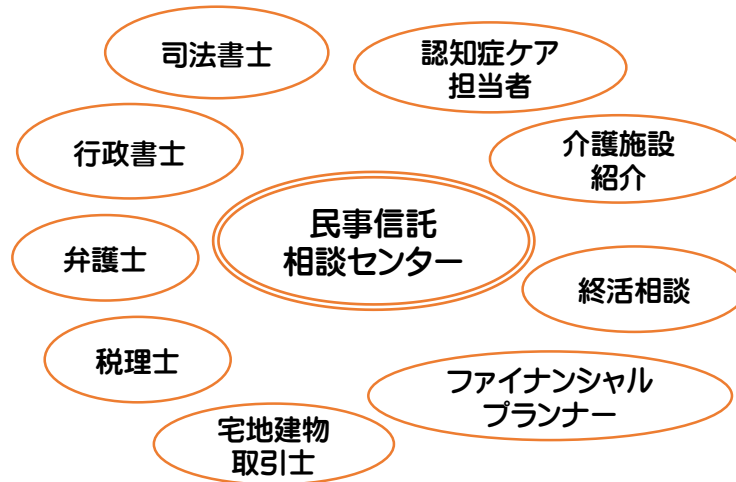 司法書士
認知症ケア
担当者
行政書士
介護施設
紹介
民事信託
相談センター
弁護士
終活相談
税理士
ファイナンシャル
プランナー
宅地建物
取引士